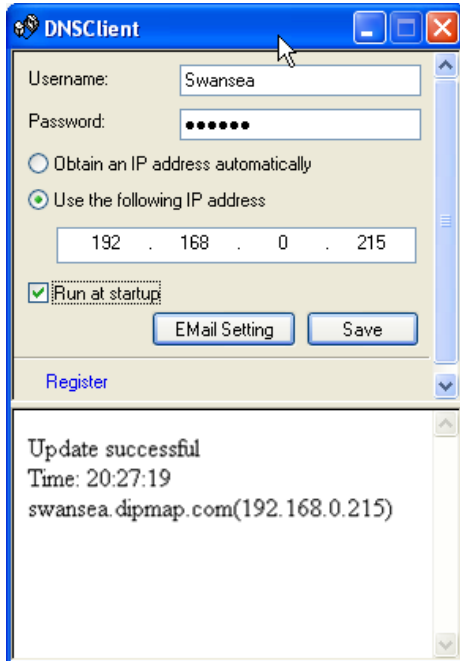 DNSClient
Username: Swansea
Password: ●●●●●●
Obtain an IP address automatically
Use the following IP address
192 . 168 . 0 . 215
Run at startup
EMail Setting Save
Register
Update successful
Time: 20:27:19
swansea.dipmap.com(192.168.0.215)